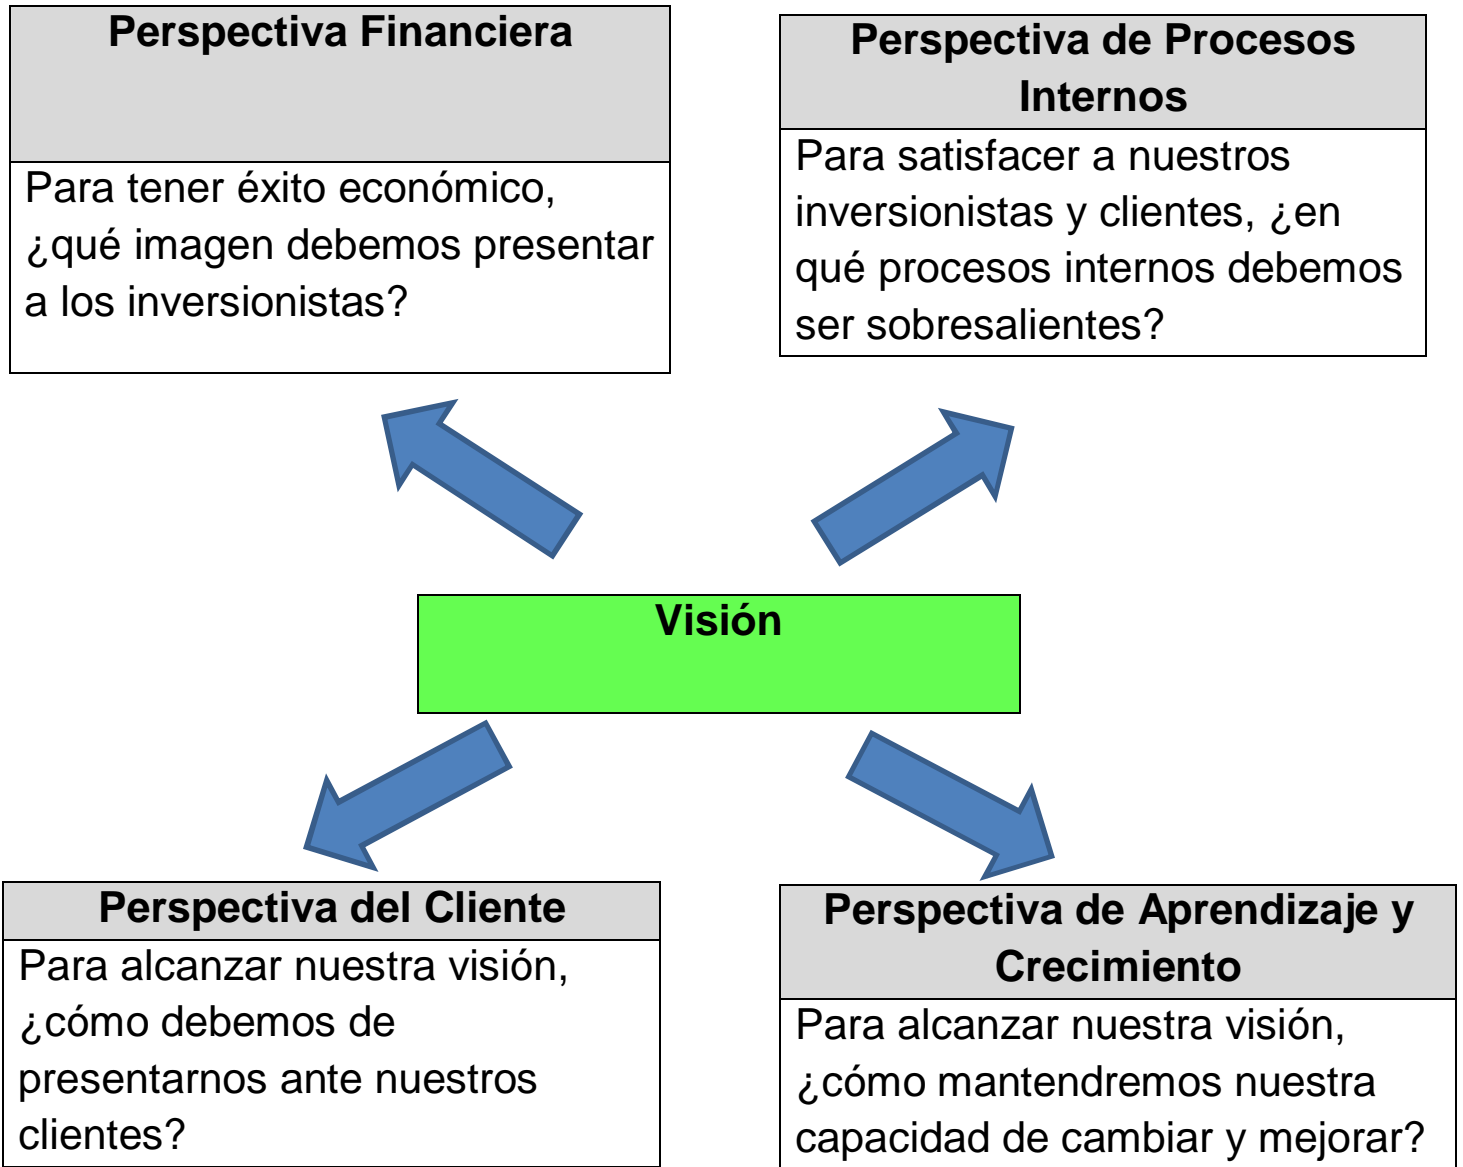 Perspectiva Financiera
Para tener éxito económico,
¿qué imagen debemos presentar
a los inversionistas?
Perspectiva de Procesos
Internos
Para satisfacer a nuestros
inversionistas y clientes, ¿en
qué procesos internos debemos
ser sobresalientes?
Visión
Perspectiva del Cliente
Para alcanzar nuestra visión,
¿cómo debemos de
presentarnos ante nuestros
clientes?
Perspectiva de Aprendizaje y
Crecimiento
Para alcanzar nuestra visión,
¿cómo mantendremos nuestra
capacidad de cambiar y mejorar?